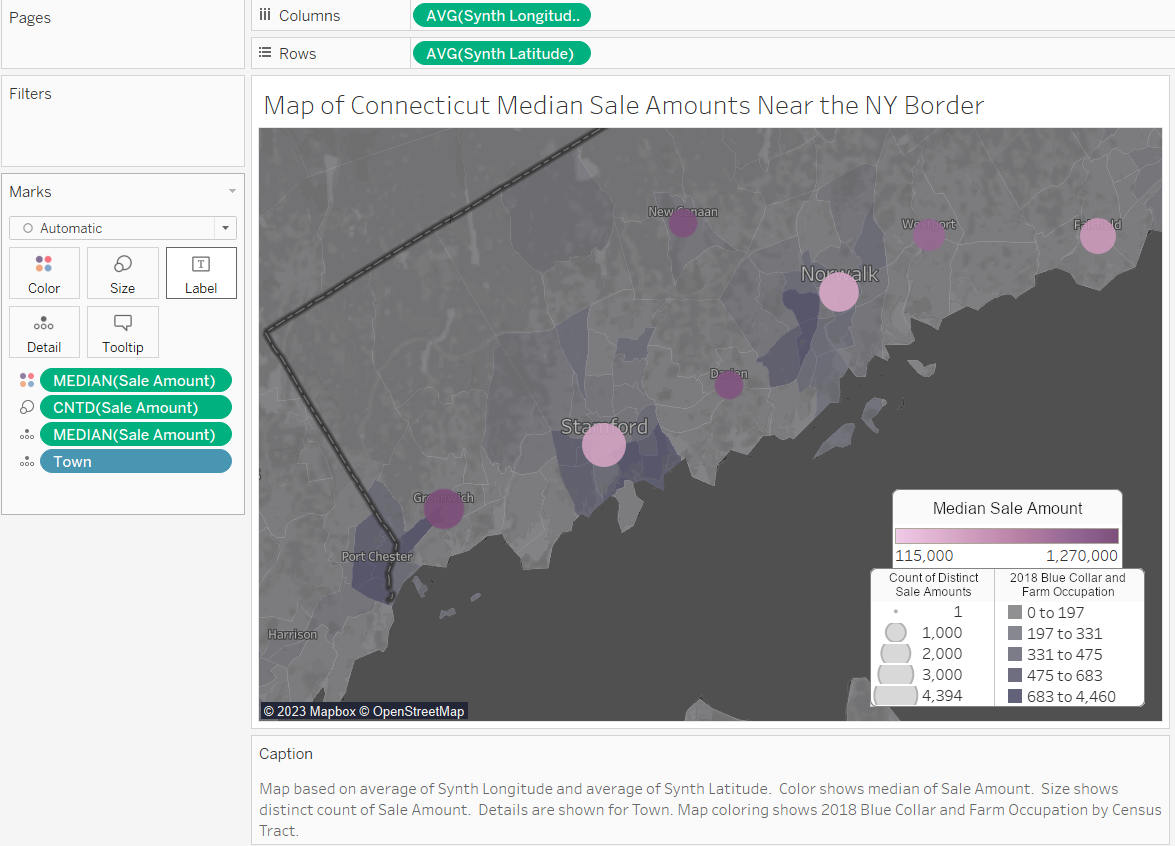 Pages
Columns
AVG(Synth Longitud..
Rows
AVG(Synth Latitude)
Filters
Marks
Automatic
Color
Size
Label
Detail
Tooltip
MEDIAN(Sale Amount)
CNTD(Sale Amount)
MEDIAN(Sale Amount)
Town
Map of Connecticut Median Sale Amounts Near the NY Border
New Canaan
Westport
Fairfield
Norwalk
Darien
Stamford
Greenwich
Port Chester
Harrison
Median Sale Amount
115,000 1,270,000
Count of Distinct
Sale Amounts
1
1,000
2,000
3,000
4,394
2018 Blue Collar and
Farm Occupation
0 to 197
197 to 331
331 to 475
475 to 683
683 to 4,460
© 2023 Mapbox © OpenStreetMap
Caption
Map based on average of Synth Longitude and average of Synth Latitude. Color shows median of Sale Amount. Size shows
distinct count of Sale Amount. Details are shown for Town. Map coloring shows 2018 Blue Collar and Farm Occupation by Census
Tract.